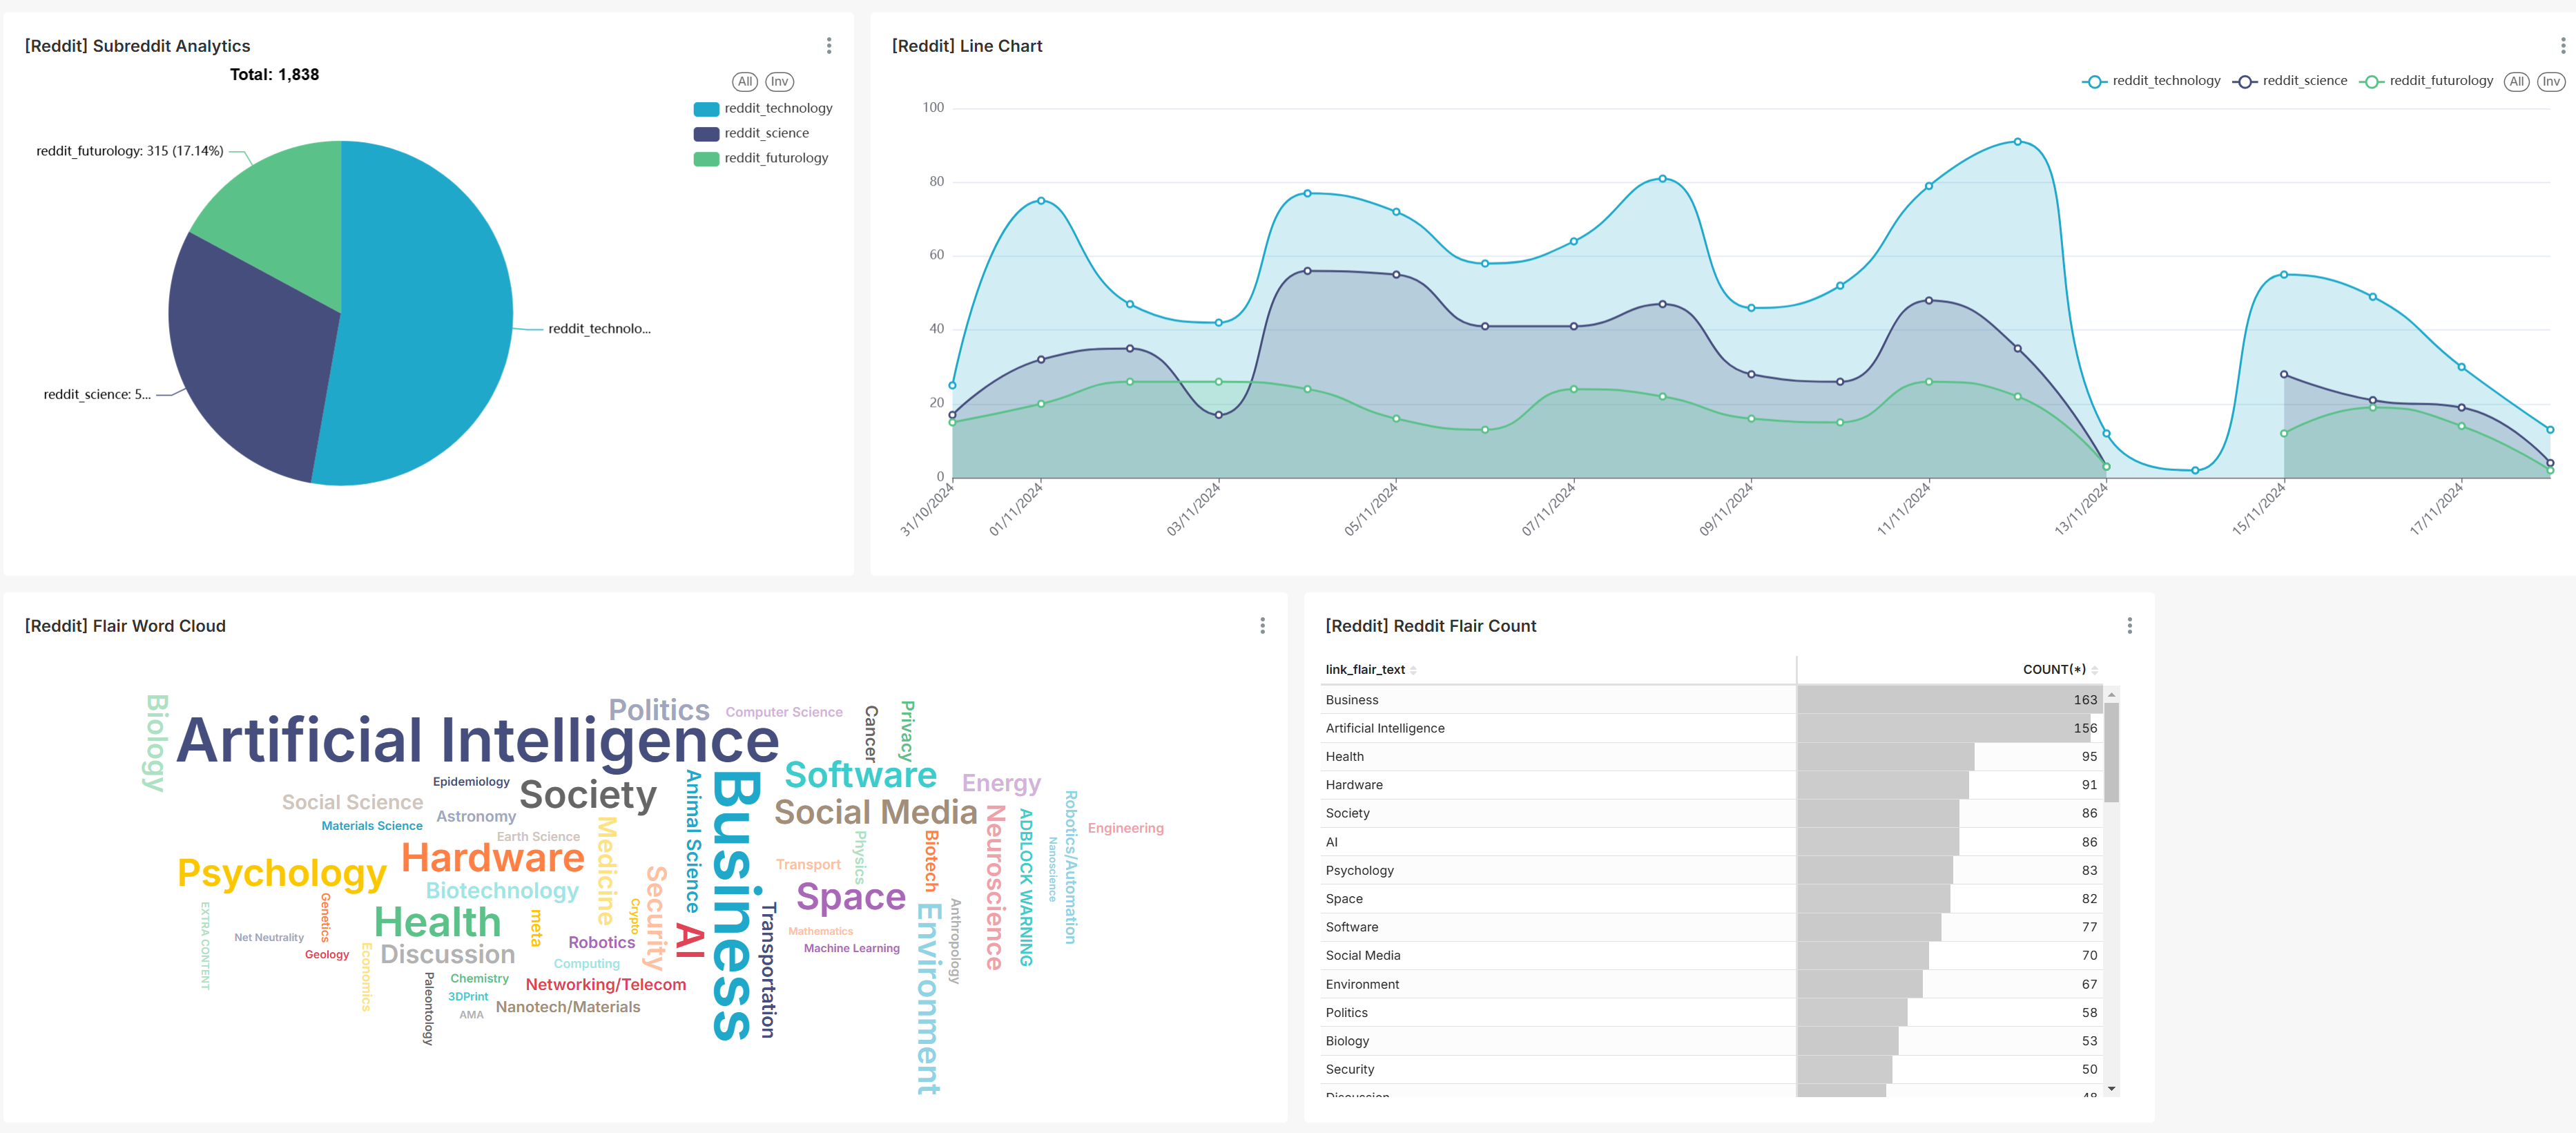 [Reddit] Subreddit Analytics
Total: 1,838
All Inv
reddit_technology
reddit_science
reddit_futurology
reddit_futurology: 315 (17.14%)
reddit_technolo...
reddit_science: 5...
[Reddit] Line Chart
reddit_technology reddit_science reddit_futurology All Inv
100
80
60
40
20
0
31/10/2024 01/11/2024 03/11/2024 05/11/2024 07/11/2024 09/11/2024 11/11/2024 13/11/2024 15/11/2024 17/11/2024
[Reddit] Flair Word Cloud
Biology
Artificial Intelligence
Politics
Computer Science
Cancer
Privacy
Epidemiology
Society
Animal Science
Business
Software
Energy
Social Science
Astronomy
Social Media
Materials Science
Earth Science
Medicine
Neuroscience
ADBLOCK WARNING
Robotics/Automation
Nanoscience
Engineering
Psychology
Hardware
Transport
Physics
Biotech
Biotechnology
Security
Space
EXTRA CONTENT
Genetics
Health
meta
Crypto
AI
Transportation
Environment
Anthropology
Net Neutrality
Geology
Economics
Discussion
Robotics
Mathematics
Machine Learning
Computing
Paleontology
Chemistry
Networking/Telecom
3DPrint
Nanotech/Materials
AMA
[Reddit] Reddit Flair Count
link_flair_text COUNT(*)
Business 163
Artificial Intelligence 156
Health 95
Hardware 91
Society 86
AI 86
Psychology 83
Space 82
Software 77
Social Media 70
Environment 67
Politics 58
Biology 53
Security 50
Discussion 48